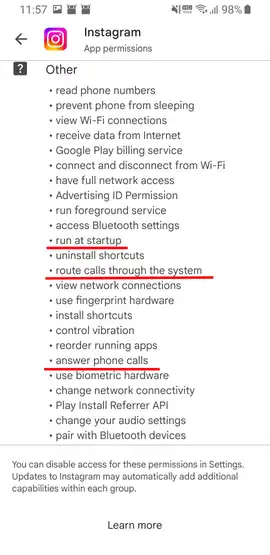 11:57
98%
Instagram
App permissions
Other
• read phone numbers
• prevent phone from sleeping
• view Wi-Fi connections
• receive data from Internet
• Google Play billing service
• connect and disconnect from Wi-Fi
• have full network access
• Advertising ID Permission
• run foreground service
• access Bluetooth settings
• run at startup
• uninstall shortcuts
• route calls through the system
• view network connections
• use fingerprint hardware
• install shortcuts
• control vibration
• reorder running apps
• answer phone calls
• use biometric hardware
• change network connectivity
• Play Install Referrer API
• change your audio settings
• pair with Bluetooth devices
You can disable access for these permissions in Settings.
Updates to Instagram may automatically add additional
capabilities within each group.
Learn more